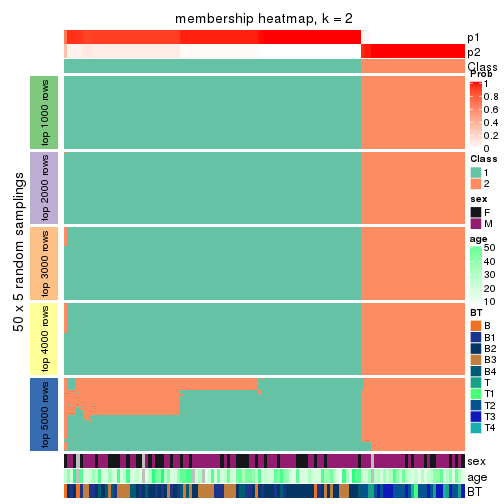 membership heatmap, k = 2
p1
p2
Class
50 x 5 random samplings
top 1000 rows
top 2000 rows
top 3000 rows
top 4000 rows
top 5000 rows
sex
age
BT
Prob
1
0.8
0.6
0.4
0.2
0
Class
1
2
sex
F
M
age
50
40
30
20
10
BT
B
B1
B2
B3
B4
T
T1
T2
T3
T4